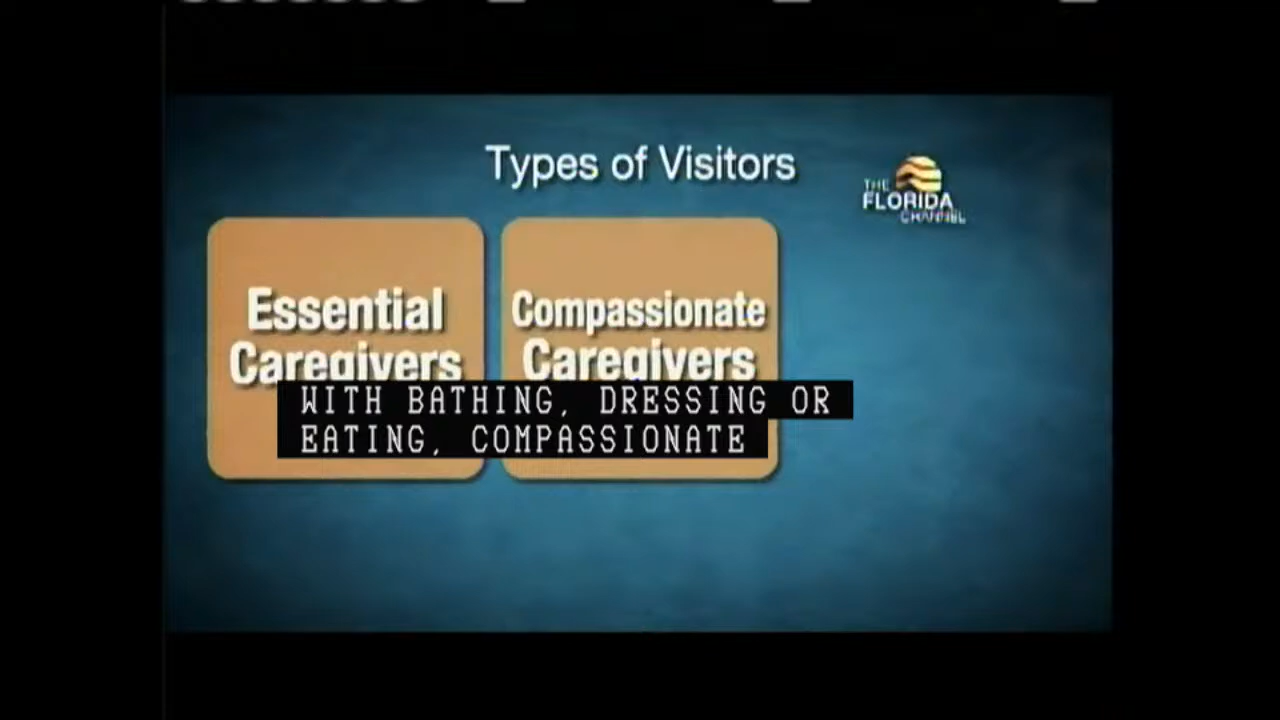 Types of Visitors
THE
FLORIDA
CHANNEL
Essential
Caregivers
Compassionate
Caregivers
WITH BATHING, DRESSING OR
EATING, COMPASSIONATE